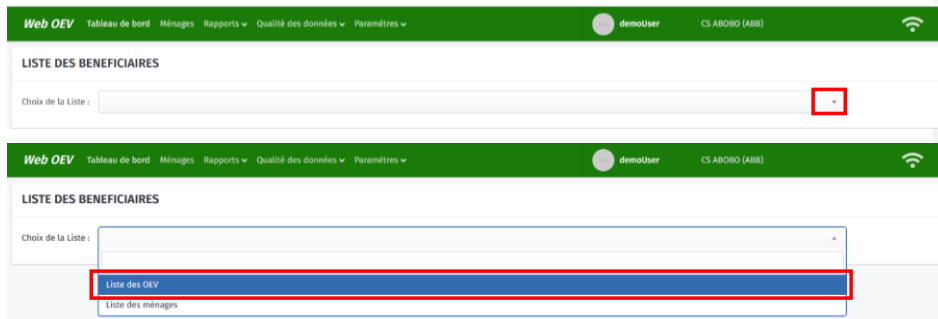 Web OEV Tableau de bord Ménages Rapports Qualité des données Paramètres demoUser CS ABOBO (ABB)
LISTE DES BENEFICIAIRES
Choix de la Liste :
Web OEV Tableau de bord Ménages Rapports Qualité des données Paramètres demoUser CS ABOBO (ABB)
LISTE DES BENEFICIAIRES
Choix de la Liste :
Liste des OEV
Liste des ménages